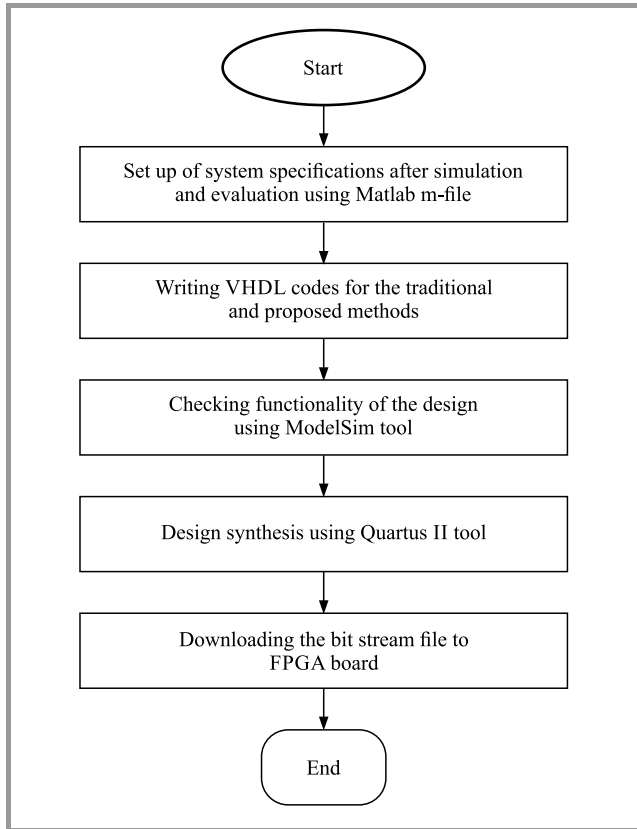 Start
Set up of system specifications after simulation
and evaluation using Matlab m-file
Writing VHDL codes for the traditional
and proposed methods
Checking functionality of the design
using ModelSim tool
Design synthesis using Quartus II tool
Downloading the bit stream file to
FPGA board
End